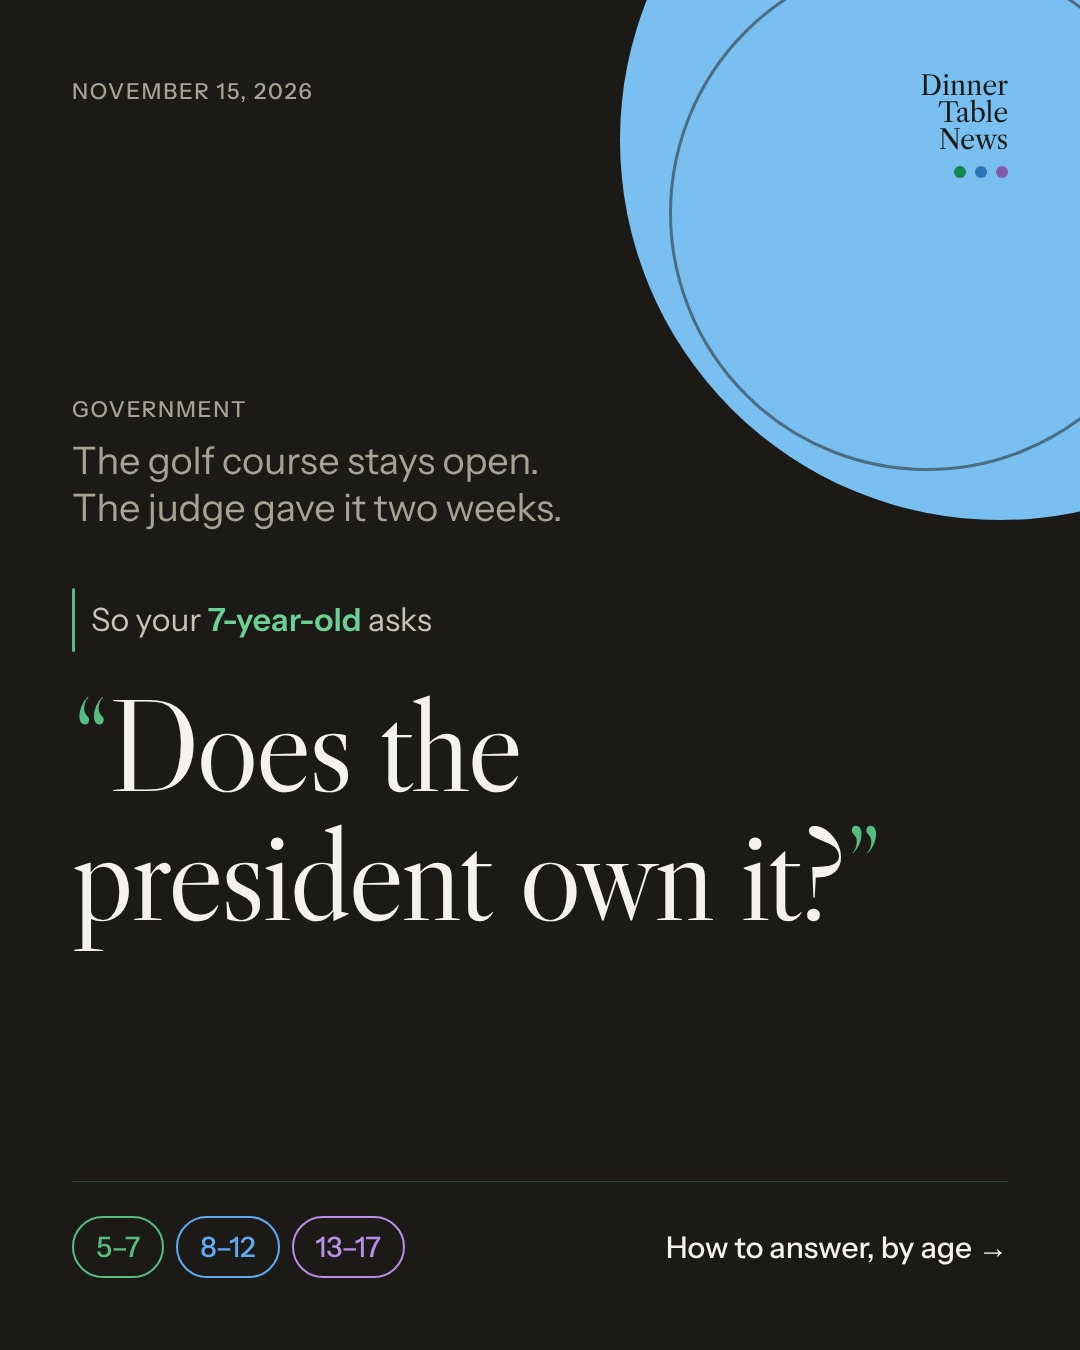 NOVEMBER 15, 2026
Dinner
Table
News
GOVERNMENT
The golf course stays open.
The judge gave it two weeks.
So your 7-year-old asks
“Does the
president own it?”
5–7
8–12
13–17
How to answer, by age →